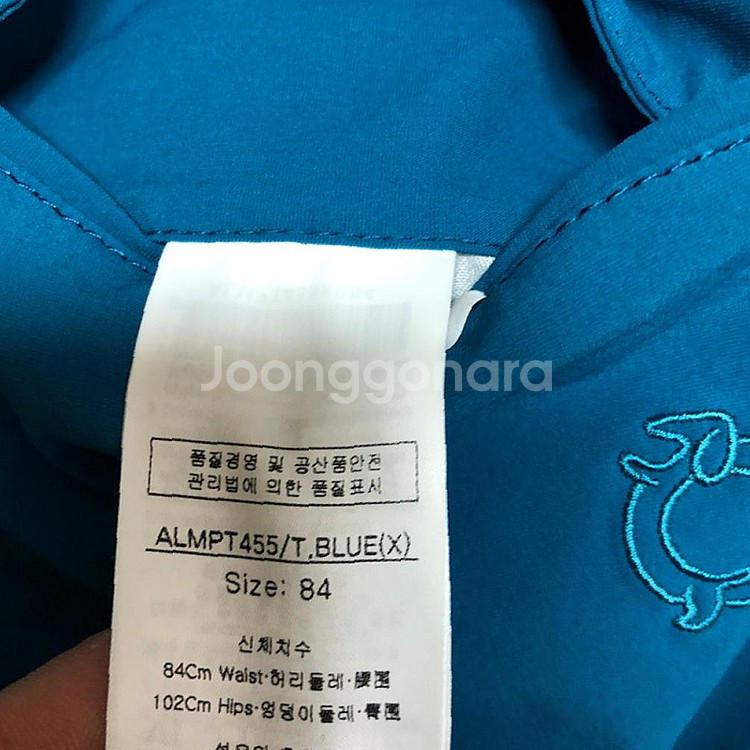 Joonggonara
품질경영 및 공산품안전
관리법에 의한 품질표시
ALMPT455/T.BLUE(X)
Size: 84
신체치수
84Cm Waist·허리둘레·腰围
102Cm Hips·엉덩이둘레·臀围